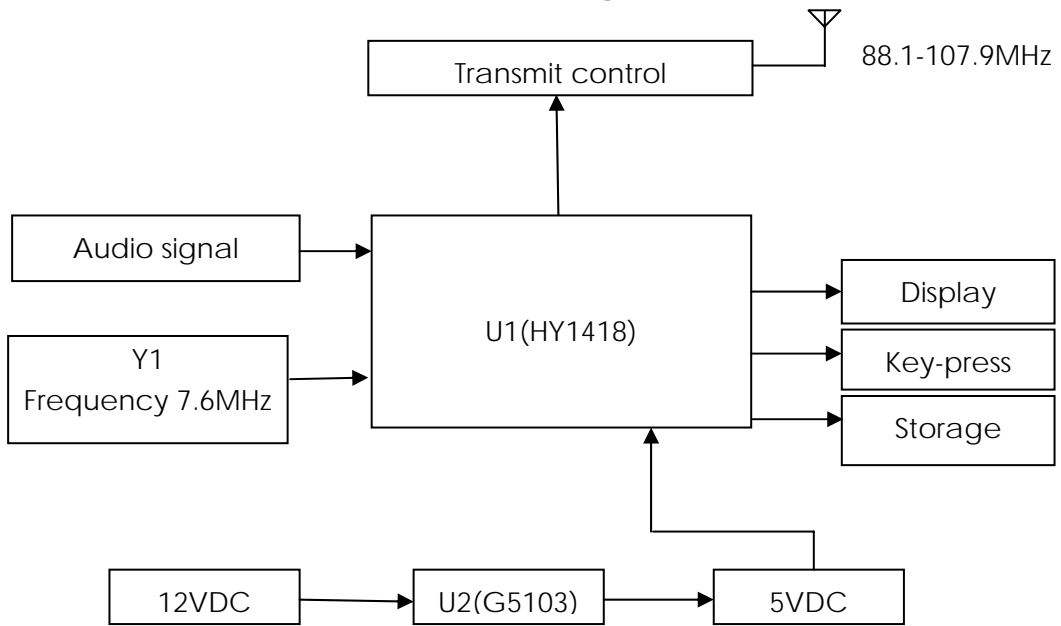 Transmit control
88.1-107.9MHz
Audio signal
Y1
Frequency 7.6MHz
U1(HY1418)
Display
Key-press
Storage
12VDC
U2(G5103)
5VDC